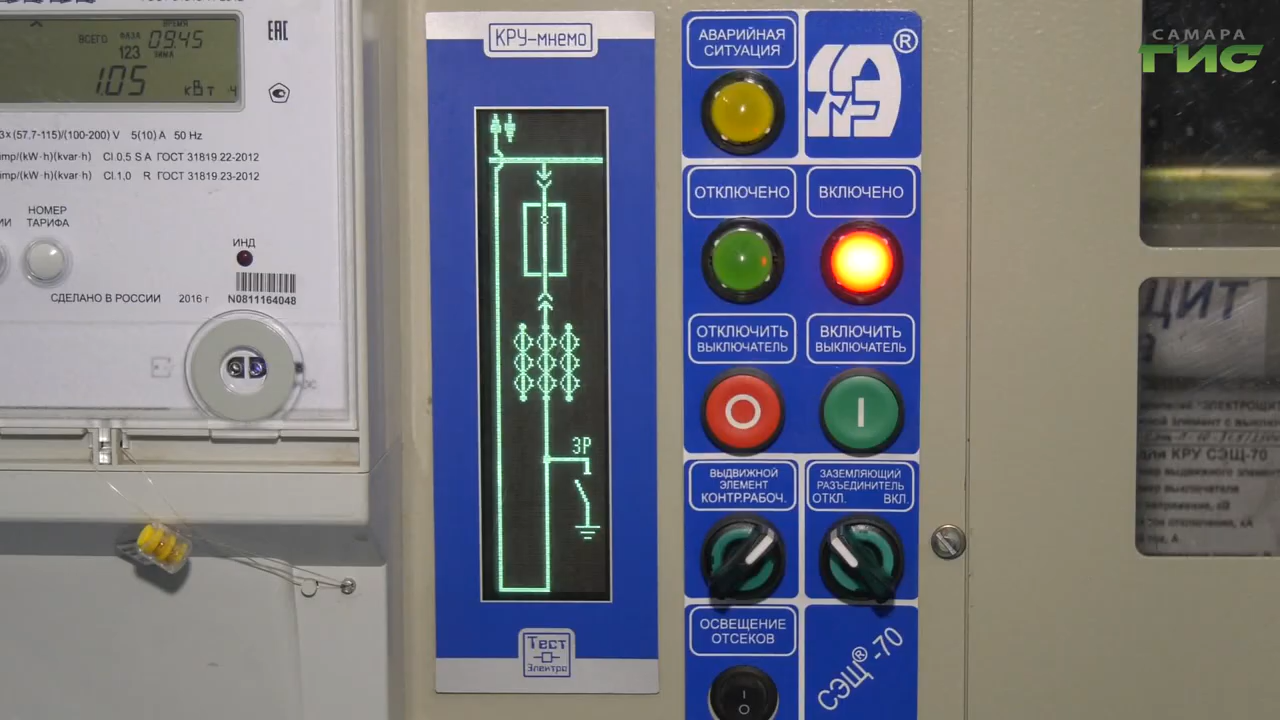 ВРЕМЯ
ВСЕГО ФАЗА 09:45
123 ЗИМА
1.05 кВт ч
EAC
3×(57.7-115)/(100-200) V 5(10) A 50 Hz
imp/(kW·h)(kvar·h) Cl.0,5 S A ГОСТ 31819 22-2012
imp/(kW·h)(kvar·h) Cl.1,0 R ГОСТ 31819 23-2012
НОМЕР
ТАРИФА
ИНД
СДЕЛАНО В РОССИИ 2016 г N0811164048
КРУ-мнемо
ЗР
Тест
Электро
АВАРИЙНАЯ
СИТУАЦИЯ
®
ОТКЛЮЧЕНО
ВКЛЮЧЕНО
ОТКЛЮЧИТЬ
ВЫКЛЮЧАТЕЛЬ
ВКЛЮЧИТЬ
ВЫКЛЮЧАТЕЛЬ
O
I
ВЫДВИЖНОЙ
ЭЛЕМЕНТ
КОНТР.РАБОЧ.
ЗАЗЕМЛЯЮЩИЙ
РАЗЪЕДИНИТЕЛЬ
ОТКЛ. ВКЛ.
ОСВЕЩЕНИЕ
ОТСЕКОВ
I
O
СЭЩ®-70
САМАРА
ГИС
ЩИТ
"ЭЛЕКТРОЩИТ
для КРУ СЭЩ-70